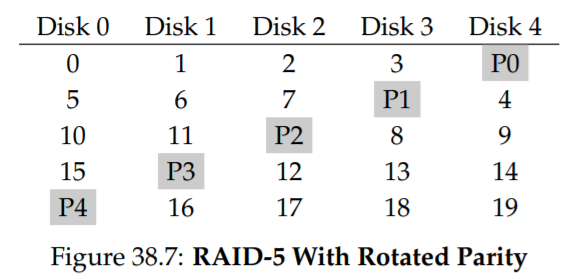 Disk 0 Disk 1 Disk 2 Disk 3 Disk 4
0 1 2 3 P0
5 6 7 P1 4
10 11 P2 8 9
15 P3 12 13 14
P4 16 17 18 19
Figure 38.7: RAID-5 With Rotated Parity